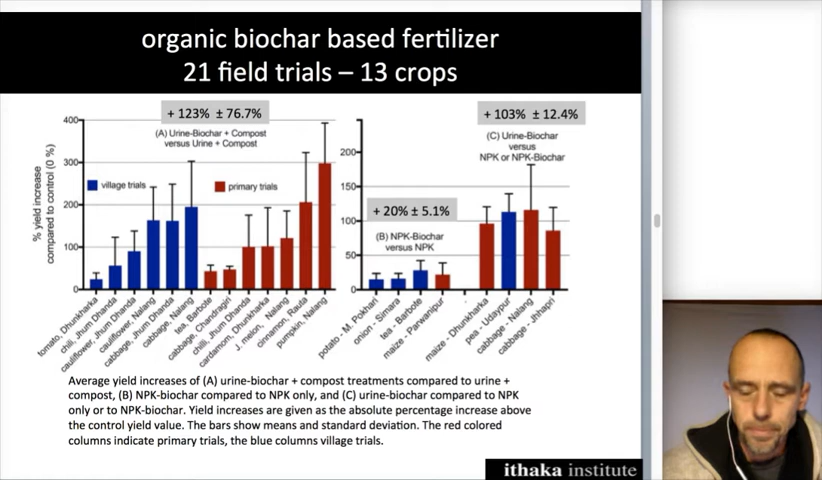 organic biochar based fertilizer
21 field trials – 13 crops
+ 123% ± 76.7%
(A) Urine-Biochar + Compost
versus Urine + Compost
400
300
200
100
0
% yield increase
compared to control (0 %)
village trials
primary trials
tomato, Dhunkharka
chili, Jhum Dhanda
cauliflower, Jhum Dhanda
cauliflower, Nalang
cabbage, Jhum Dhanda
cabbage, Nalang
tea, Barbote
cabbage, Chandragiri
chilli, Jhum Dhanda
cardamom, Dhunkharka
J. melon, Nalang
cinnamon, Rauta
pumpkin, Nalang
+ 20% ± 5.1%
(B) NPK-Biochar
versus NPK
+ 103% ± 12.4%
(C) Urine-Biochar
versus
NPK or NPK-Biochar
200
150
100
50
0
potato - M. Pokhari
onion - Simara
tea - Barbote
maize - Parwanipur
maize - Dhunkharka
pea - Udaypur
cabbage - Nalang
cabbage - Jhhapri
Average yield increases of (A) urine-biochar + compost treatments compared to urine +
compost, (B) NPK-biochar compared to NPK only, and (C) urine-biochar compared to NPK
only or to NPK-biochar. Yield increases are given as the absolute percentage increase above
the control yield value. The bars show means and standard deviation. The red colored
columns indicate primary trials, the blue columns village trials.
ithaka institute